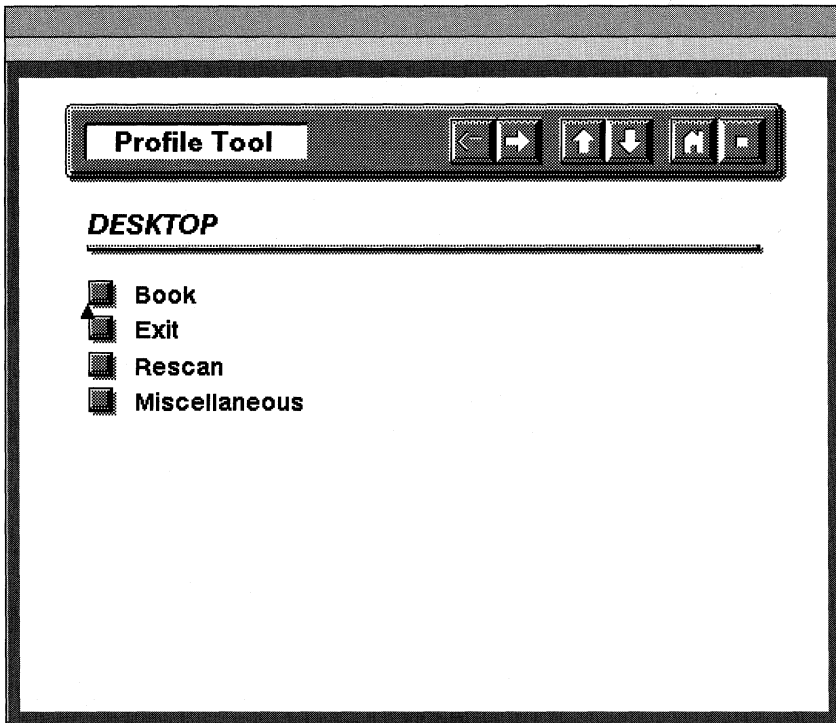 Profile Tool
DESKTOP
Book
Exit
Rescan
Miscellaneous